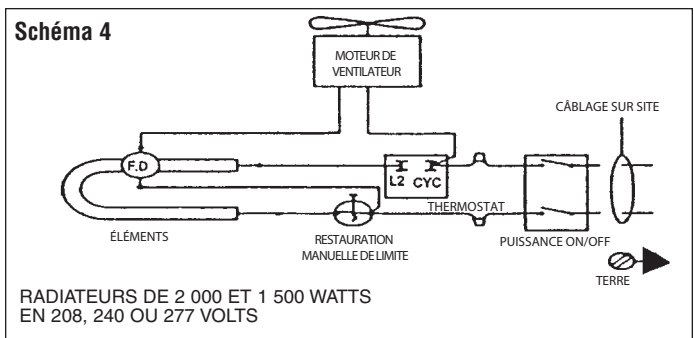 Schéma 4
MOTEUR DE
VENTILATEUR
CÂBLAGE SUR SITE
F.D
L2 CYC
THERMOSTAT
ÉLÉMENTS
RESTAURATION
MANUELLE DE LIMITE
PUISSANCE ON/OFF
TERRE
RADIATEURS DE 2 000 ET 1 500 WATTS
EN 208, 240 OU 277 VOLTS